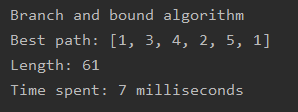 Branch and bound algorithm
Best path: [1, 3, 4, 2, 5, 1]
Length: 61
Time spent: 7 milliseconds